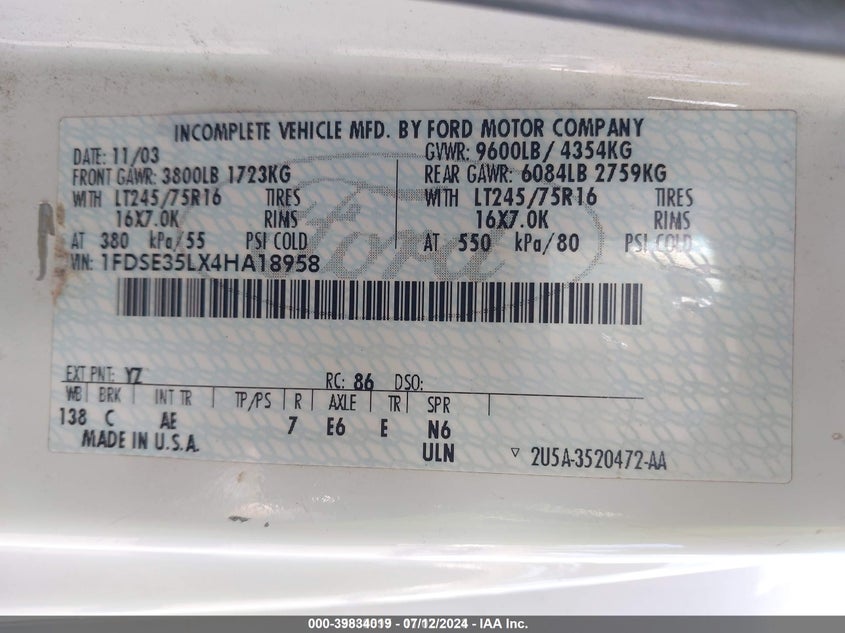 INCOMPLETE VEHICLE MFD. BY FORD MOTOR COMPANY
DATE: 11/03 GVWR: 9600LB/ 4354KG
FRONT GAWR: 3800LB 1723KG REAR GAWR: 6084LB 2759KG
WITH LT245/75R16 TIRES WITH LT245/75R16 TIRES
16X7.0K RIMS 16X7.0K RIMS
AT 380 kPa/55 PSI COLD AT 550 kPa/80 PSI COLD
VIN: 1FDSE35LX4HA18958
Ford
EXT PNT: YZ RC: 86 DSO:
WB BRK INT TR TP/PS R AXLE TR SPR
138 C AE 7 E6 E N6
MADE IN U.S.A. ULN ▿ 2U5A-3520472-AA
000-39834019 - 07/12/2024 - IAA Inc.